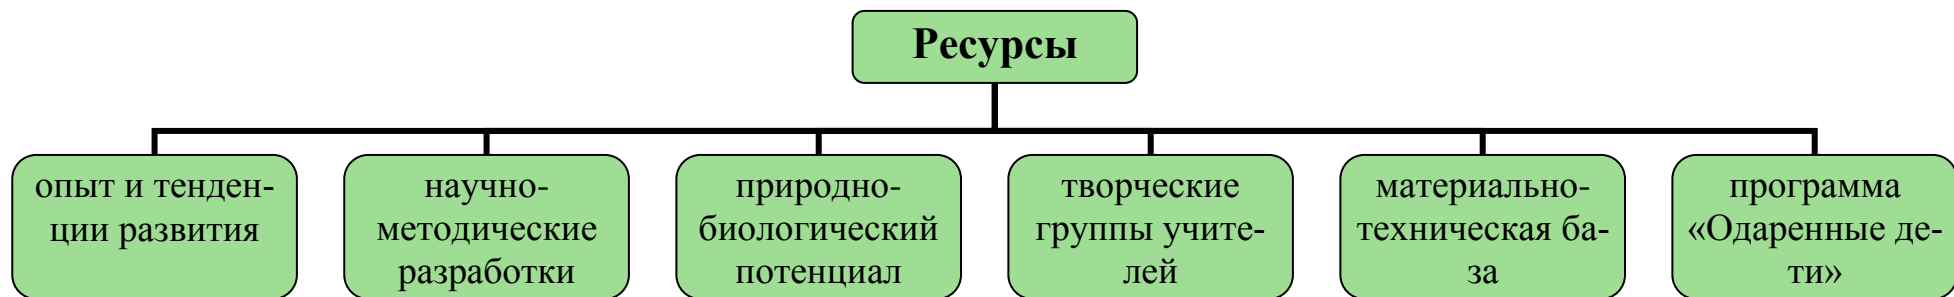 Ресурсы
опыт и тенден-
ции развития
научно-
методические
разработки
природно-
биологический
потенциал
творческие
группы учите-
лей
материально-
техническая ба-
за
программа
«Одаренные де-
ти»